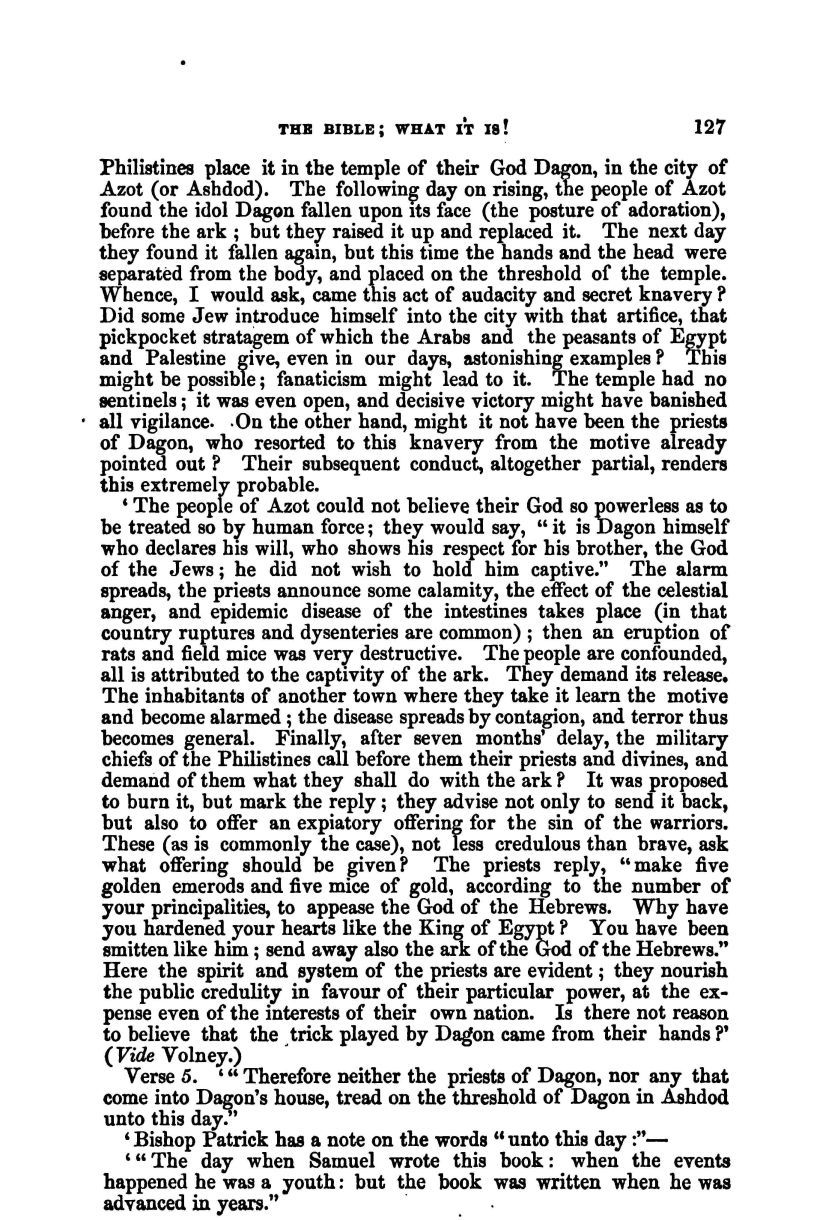 THE BIBLE; WHAT IT IS! 127
Philistines place it in the temple of their God Dagon, in the city of
Azot (or Ashdod). The following day on rising, the people of Azot
found the idol Dagon fallen upon its face (the posture of adoration),
before the ark ; but they raised it up and replaced it. The next day
they found it fallen again, but this time the hands and the head were
separated from the body, and placed on the threshold of the temple.
Whence, I would ask, came this act of audacity and secret knavery ?
Did some Jew introduce himself into the city with that artifice, that
pickpocket stratagem of which the Arabs and the peasants of Egypt
and Palestine give, even in our days, astonishing examples ? This
might be possible; fanaticism might lead to it. The temple had no
sentinels ; it was even open, and decisive victory might have banished
all vigilance. On the other hand, might it not have been the priests
of Dagon, who resorted to this knavery from the motive already
pointed out ? Their subsequent conduct, altogether partial, renders
this extremely probable.
‘ The people of Azot could not believe their God so powerless as to
be treated so by human force; they would say, “ it is Dagon himself
who declares his will, who shows his respect for his brother, the God
of the Jews ; he did not wish to hold him captive.” The alarm
spreads, the priests announce some calamity, the effect of the celestial
anger, and epidemic disease of the intestines takes place (in that
country ruptures and dysenteries are common) ; then an eruption of
rats and field mice was very destructive. The people are confounded,
all is attributed to the captivity of the ark. They demand its release.
The inhabitants of another town where they take it learn the motive
and become alarmed ; the disease spreads by contagion, and terror thus
becomes general. Finally, after seven months’ delay, the military
chiefs of the Philistines call before them their priests and divines, and
demand of them what they shall do with the ark ? It was proposed
to burn it, but mark the reply ; they advise not only to send it back,
but also to offer an expiatory offering for the sin of the warriors.
These (as is commonly the case), not less credulous than brave, ask
what offering should be given ? The priests reply, “ make five
golden emerods and five mice of gold, according to the number of
your principalities, to appease the God of the Hebrews. Why have
you hardened your hearts like the King of Egypt ? You have been
smitten like him ; send away also the ark of the God of the Hebrews.”
Here the spirit and system of the priests are evident ; they nourish
the public credulity in favour of their particular power, at the ex-
pense even of the interests of their own nation. Is there not reason
to believe that the trick played by Dagon came from their hands ?’
(Vide Volney.)
Verse 5. ‘ “ Therefore neither the priests of Dagon, nor any that
come into Dagon’s house, tread on the threshold of Dagon in Ashdod
unto this day.”
‘ Bishop Patrick has a note on the words “ unto this day :”—
‘ “ The day when Samuel wrote this book : when the events
happened he was a youth : but the book was written when he was
advanced in years.”